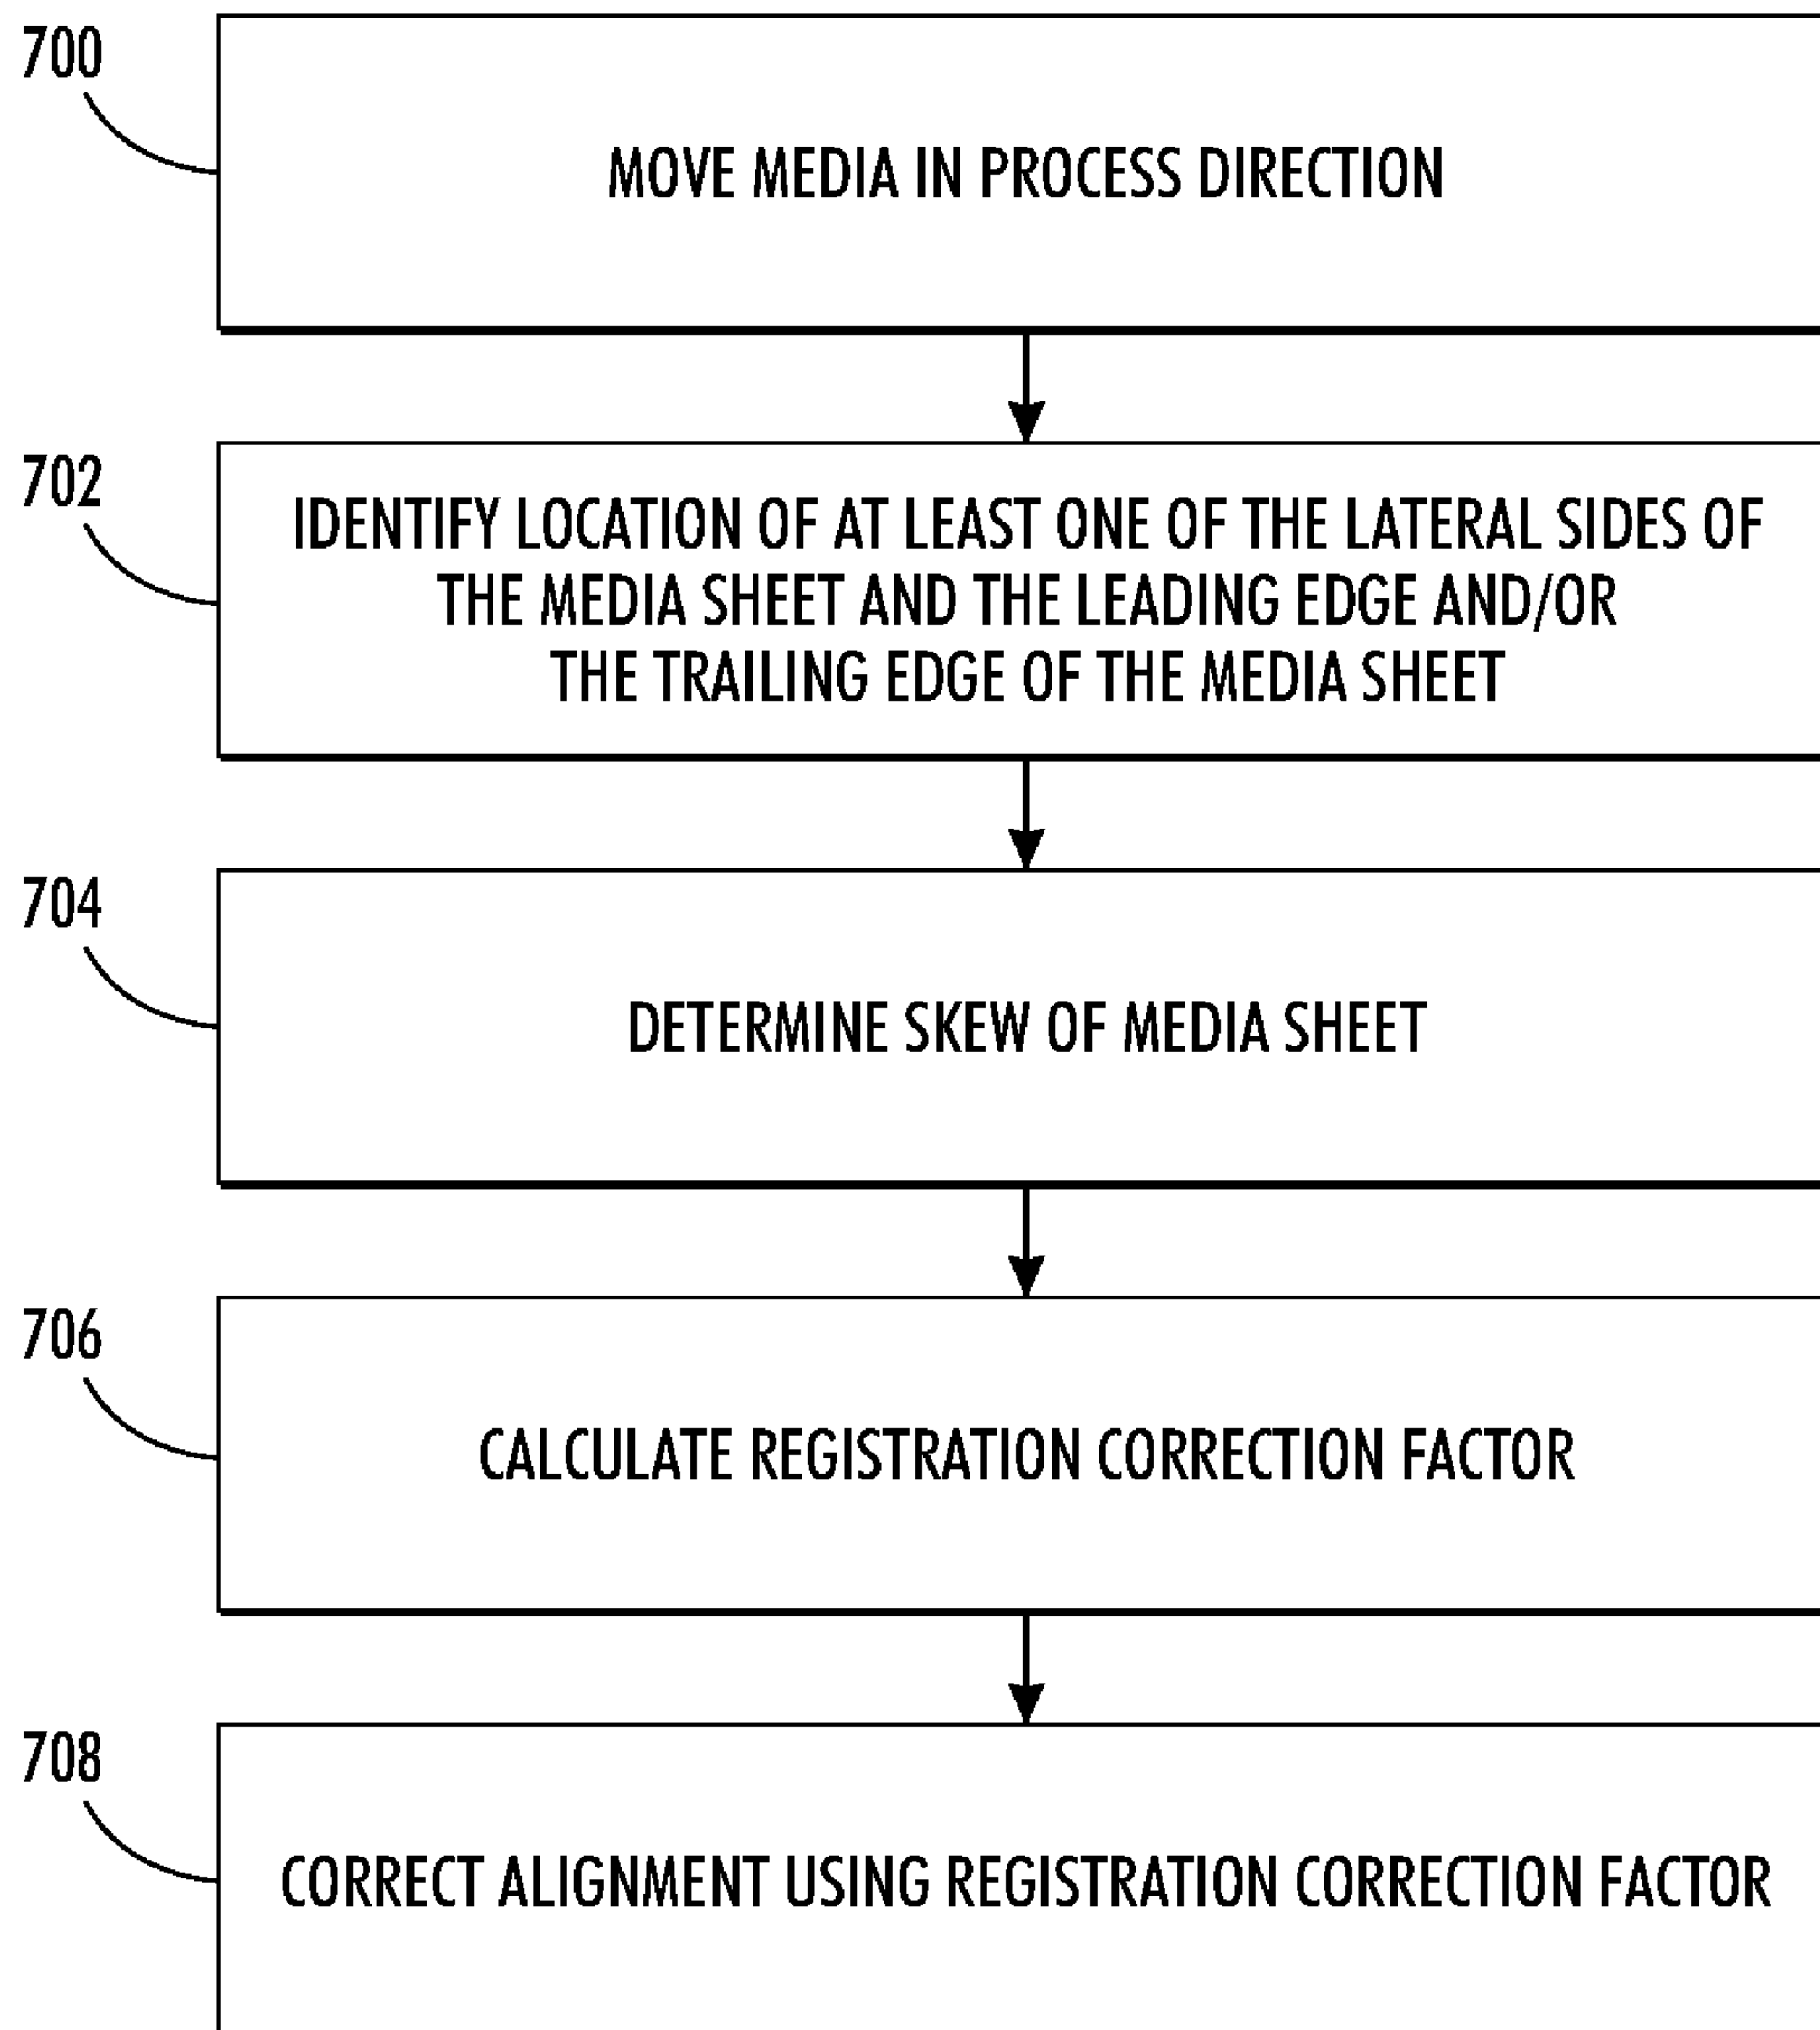 700
MOVE MEDIA IN PROCESS DIRECTION
702
IDENTIFY LOCATION OF AT LEAST ONE OF THE LATERAL SIDES OF
THE MEDIA SHEET AND THE LEADING EDGE AND/OR
THE TRAILING EDGE OF THE MEDIA SHEET
704
DETERMINE SKEW OF MEDIA SHEET
706
CALCULATE REGISTRATION CORRECTION FACTOR
708
CORRECT ALIGNMENT USING REGISTRATION CORRECTION FACTOR